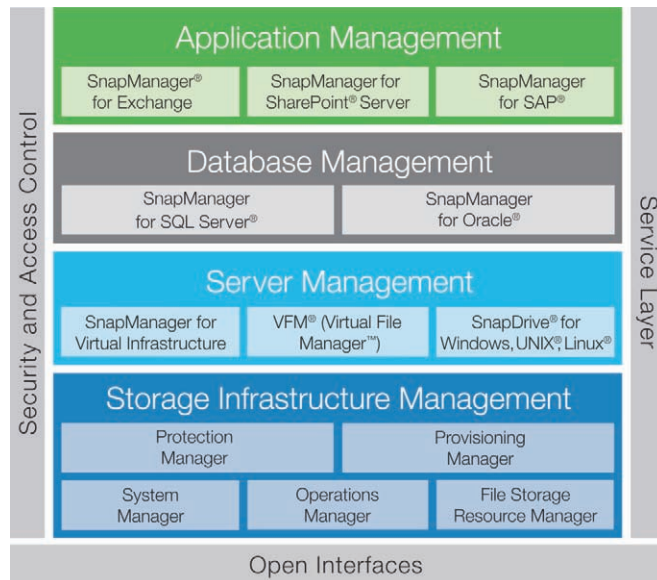 Security and Access Control
Application Management
SnapManager®
for Exchange
SnapManager for
SharePoint® Server
SnapManager
for SAP®
Database Management
SnapManager
for SQL Server®
SnapManager
for Oracle®
Server Management
SnapManager for
Virtual Infrastructure
VFM® (Virtual File
Manager™)
SnapDrive® for
Windows, UNIX®, Linux®
Storage Infrastructure Management
Protection
Manager
Provisioning
Manager
System
Manager
Operations
Manager
File Storage
Resource Manager
Service Layer
Open Interfaces